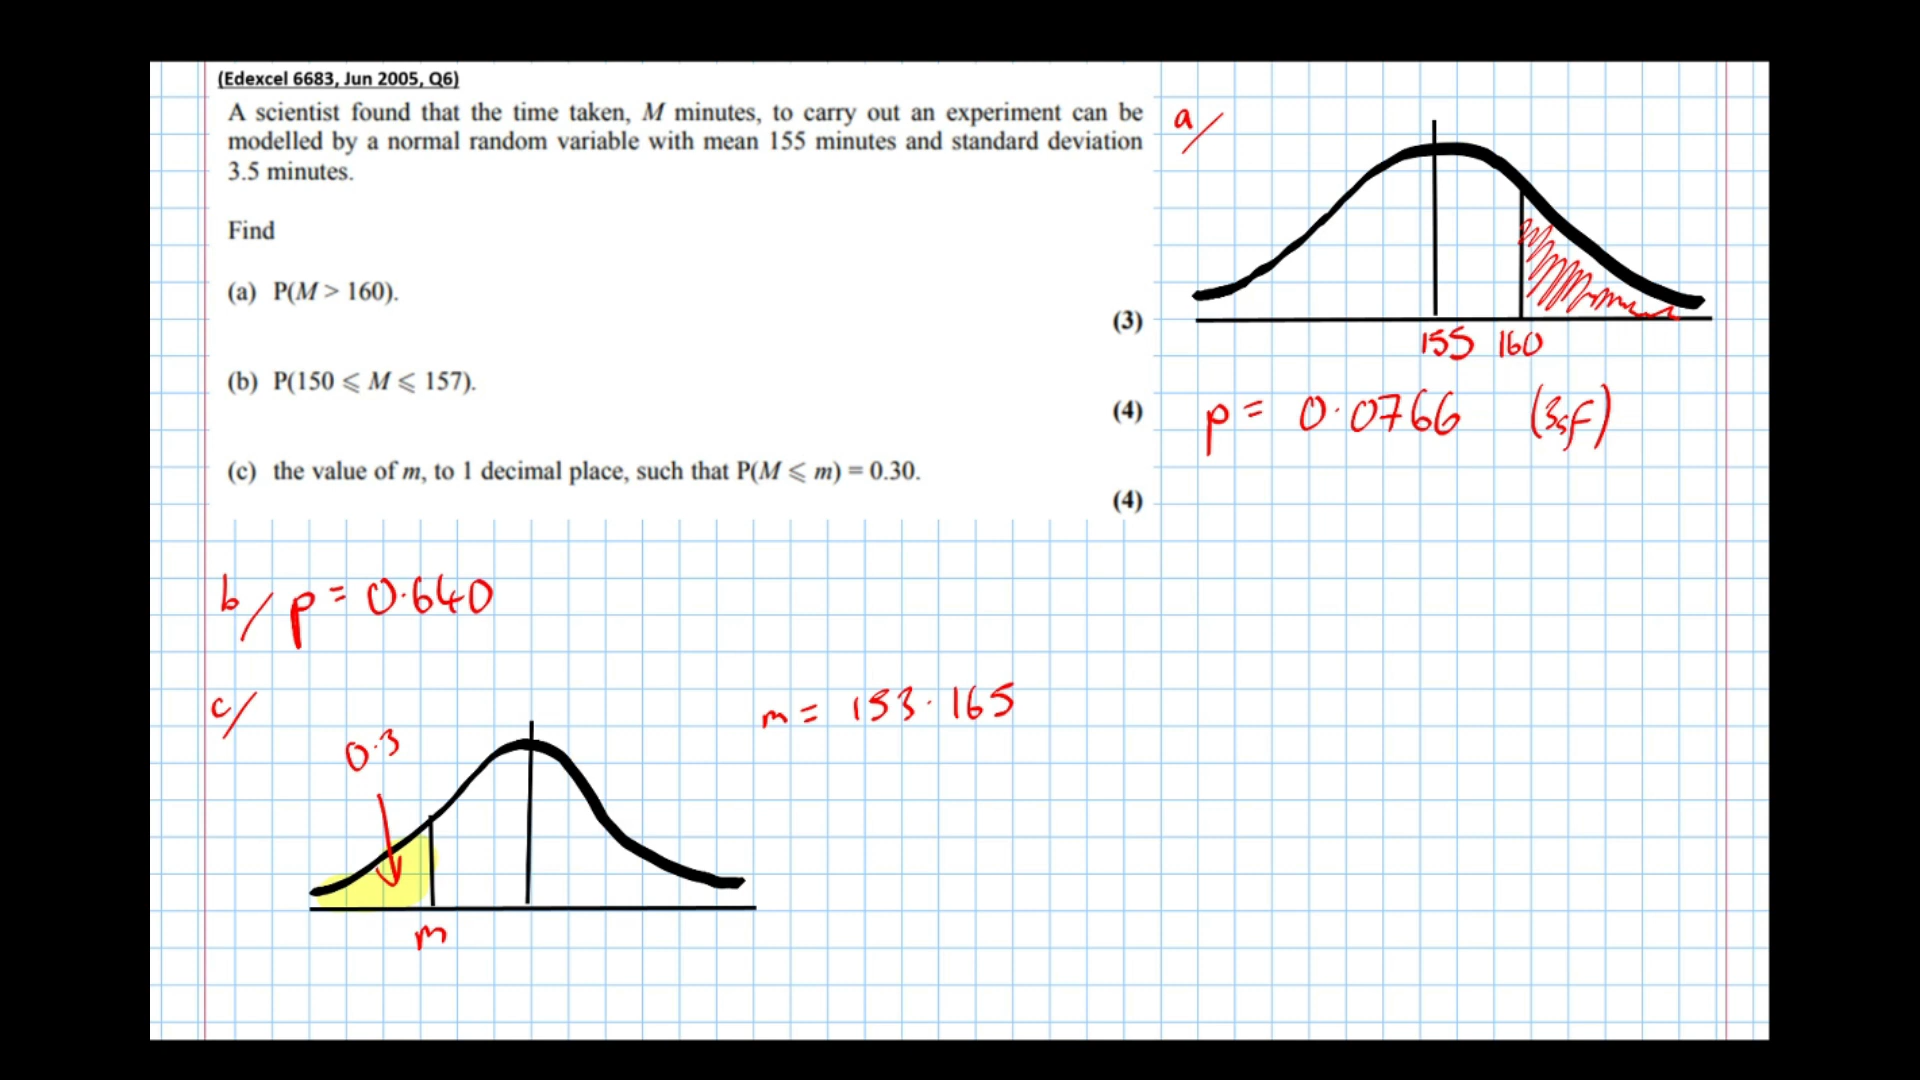 (Edexcel 6683, Jun 2005, Q6)
A scientist found that the time taken, M minutes, to carry out an experiment can be
modelled by a normal random variable with mean 155 minutes and standard deviation
3.5 minutes.
Find
(a) P(M > 160).
(3)
(b) P(150 ⩽ M ⩽ 157).
(4)
(c) the value of m, to 1 decimal place, such that P(M ⩽ m) = 0.30.
(4)
a/
155 160
p = 0.0766 (3sf)
b/ p = 0.640
c/
0.3
m
m = 153.165